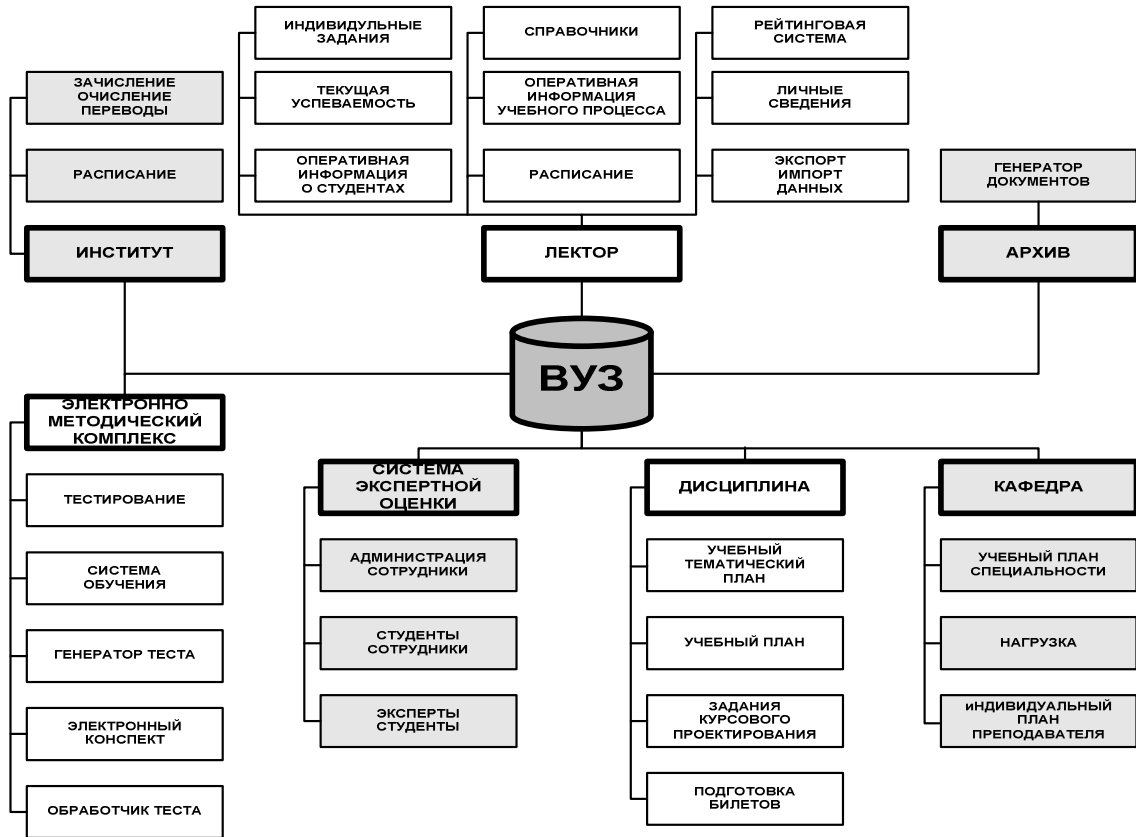 ИНДИВИДУЛЬНЫЕ
ЗАДАНИЯ
СПРАВОЧНИКИ
РЕЙТИНГОВАЯ
СИСТЕМА
ЗАЧИСЛЕНИЕ
ОЧИСЛЕНИЕ
ПЕРЕВОДЫ
ТЕКУЩАЯ
УСПЕВАЕМОСТЬ
ОПЕРАТИВНАЯ
ИНФОРМАЦИЯ
УЧЕБНОГО ПРОЦЕССА
ЛИЧНЫЕ
СВЕДЕНИЯ
РАСПИСАНИЕ
ОПЕРАТИВНАЯ
ИНФОРМАЦИЯ
О СТУДЕНТАХ
РАСПИСАНИЕ
ЭКСПОРТ
ИМПОРТ
ДАННЫХ
ГЕНЕРАТОР
ДОКУМЕНТОВ
ИНСТИТУТ
ЛЕКТОР
АРХИВ
ВУЗ
ЭЛЕКТРОННО
МЕТОДИЧЕСКИЙ
КОМПЛЕКС
ТЕСТИРОВАНИЕ
СИСТЕМА
ОБУЧЕНИЯ
ГЕНЕРАТОР ТЕСТА
ЭЛЕКТРОННЫЙ
КОНСПЕКТ
ОБРАБОТЧИК ТЕСТА
СИСТЕМА
ЭКСПЕРТНОЙ
ОЦЕНКИ
АДМИНИСТРАЦИЯ
СОТРУДНИКИ
СТУДЕНТЫ
СОТРУДНИКИ
ЭКСПЕРТЫ
СТУДЕНТЫ
ДИСЦИПЛИНА
УЧЕБНЫЙ
ТЕМАТИЧЕСКИЙ
ПЛАН
УЧЕБНЫЙ ПЛАН
ЗАДАНИЯ
КУРСОВОГО
ПРОЕКТИРОВАНИЯ
ПОДГОТОВКА
БИЛЕТОВ
КАФЕДРА
УЧЕБНЫЙ ПЛАН
СПЕЦИАЛЬНОСТИ
НАГРУЗКА
иНДИВИДУАЛЬНЫЙ
ПЛАН
ПРЕПОДАВАТЕЛЯ